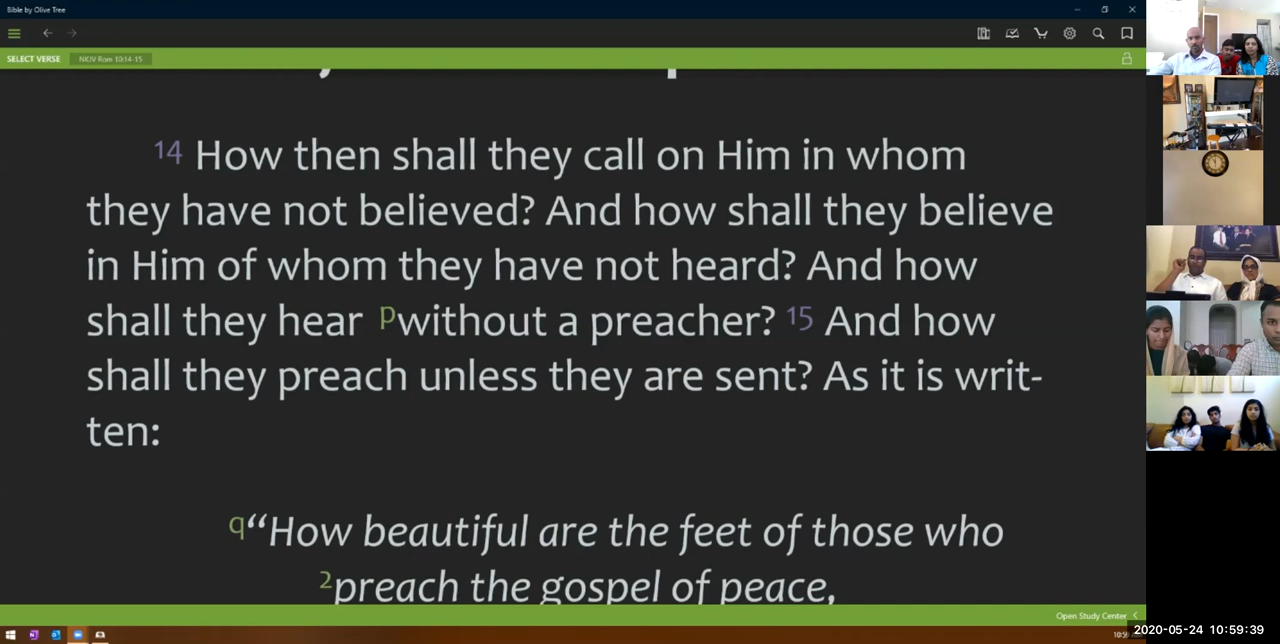 Bible by Olive Tree
SELECT VERSE NKJV Rom 10:14-15
14 How then shall they call on Him in whom
they have not believed? And how shall they believe
in Him of whom they have not heard? And how
shall they hear pwithout a preacher? 15 And how
shall they preach unless they are sent? As it is writ-
ten:
q“How beautiful are the feet of those who
2preach the gospel of peace,
Open Study Center
2020-05-24 10:59:39